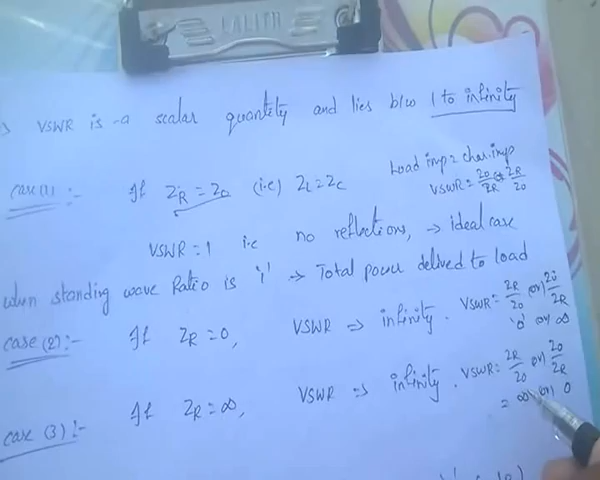 LALITH
VSWR is a scalar quantity and lies b/w 1 to infinity
Load imp = char.imp
case(1) :- If ZR = Z0 (i.e) ZL = ZC VSWR = Z0/ZR (or) ZR/Z0
VSWR = 1 i.e no reflections, → ideal case
when standing wave Ratio is '1' → Total power delived to load
case (2) :- If ZR = 0, VSWR ⇒ infinity. VSWR = ZR/Z0 (or) Z0/ZR
'0' (or) ∞
case (3) :- If ZR = ∞, VSWR ⇒ infinity. VSWR = ZR/Z0 (or) Z0/ZR
= ∞ (or) 0